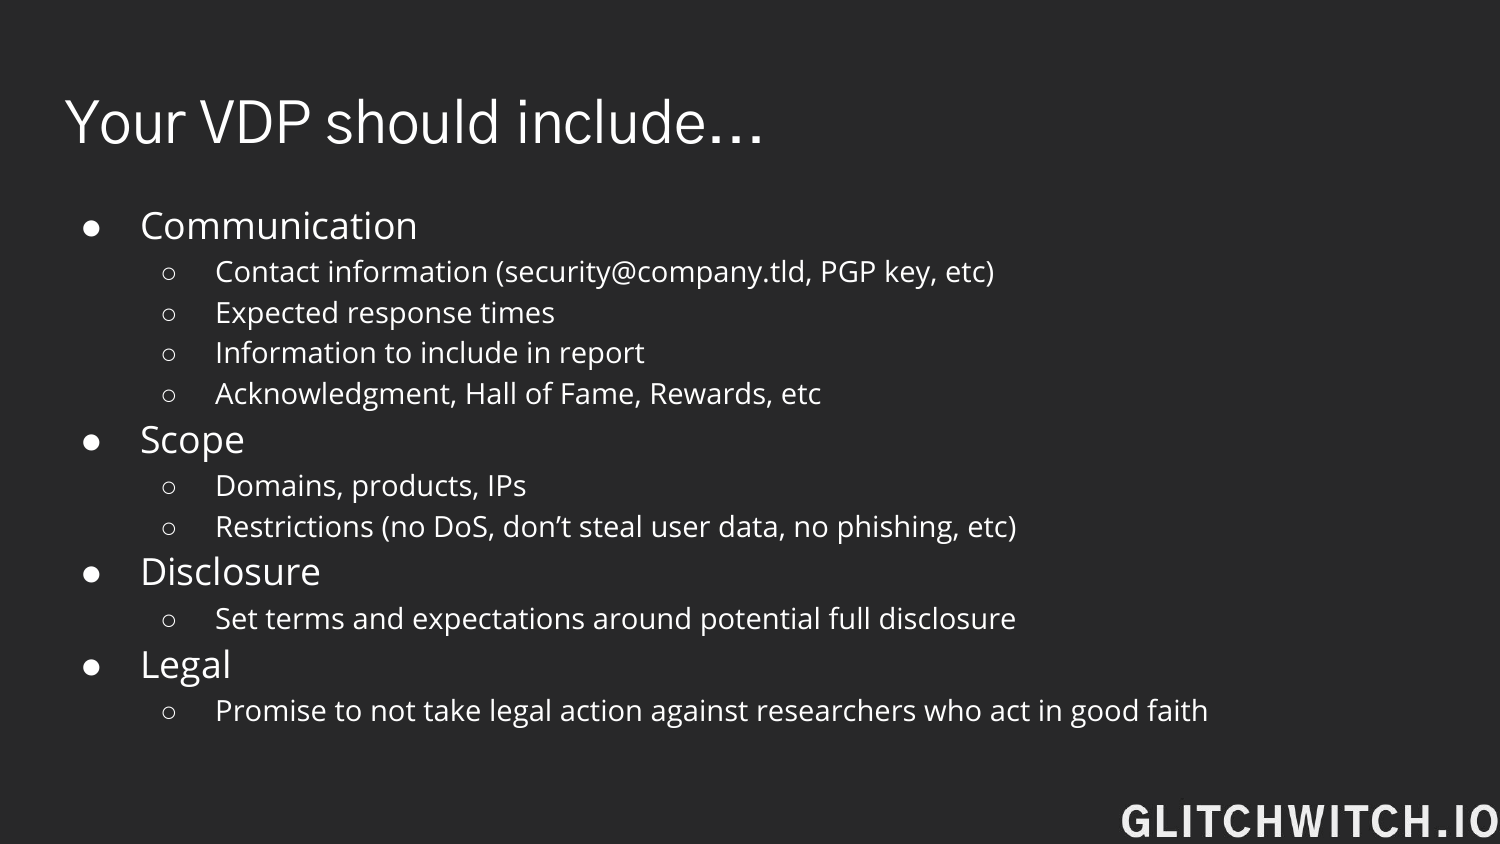 Your VDP should include…
● Communication
○ Contact information (security@company.tld, PGP key, etc)
○ Expected response times
○ Information to include in report
○ Acknowledgment, Hall of Fame, Rewards, etc
● Scope
○ Domains, products, IPs
○ Restrictions (no DoS, don’t steal user data, no phishing, etc)
● Disclosure
○ Set terms and expectations around potential full disclosure
● Legal
○ Promise to not take legal action against researchers who act in good faith
GLITCHWITCH.IO